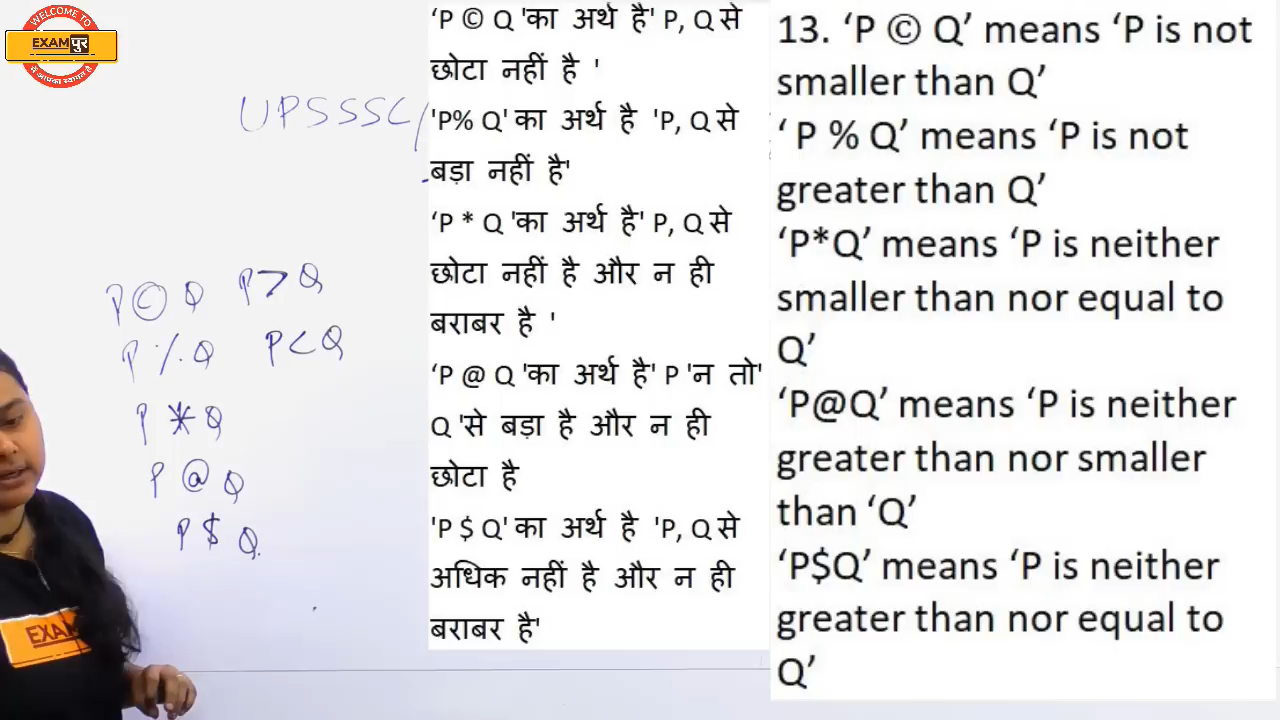 WELCOME TO
EXAMपुर
में आपका स्वागत है
UPSSSC/
P © Q P > Q
P % Q P < Q
P * Q
P @ Q
P $ Q
EXAM
‘P © Q 'का अर्थ है' P, Q से
छोटा नहीं है '
'P% Q' का अर्थ है 'P, Q से
बड़ा नहीं है'
‘P * Q 'का अर्थ है' P, Q से
छोटा नहीं है और न ही
बराबर है '
‘P @ Q 'का अर्थ है' P 'न तो'
Q 'से बड़ा है और न ही
छोटा है
'P $ Q' का अर्थ है 'P, Q से
अधिक नहीं है और न ही
बराबर है'
13. ‘P © Q’ means ‘P is not
smaller than Q’
‘ P % Q’ means ‘P is not
greater than Q’
‘P*Q’ means ‘P is neither
smaller than nor equal to
Q’
‘P@Q’ means ‘P is neither
greater than nor smaller
than ‘Q’
‘P$Q’ means ‘P is neither
greater than nor equal to
Q’